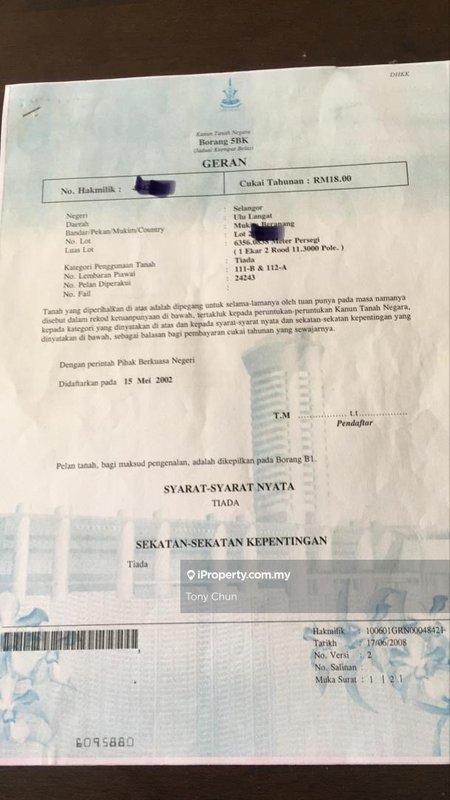 DHKK
Kanun Tanah Negara
Borang 5BK
(Jadual Keempat Belas)
GERAN
No. Hakmilik :
Cukai Tahunan : RM18.00
Negeri : Selangor
Daerah : Ulu Langat
Bandar/Pekan/Mukim/Country : Mukim Beranang
No. Lot : Lot
Luas Lot : Meter Persegi
( 1 Ekar 2 Rood 11.3000 Pole. )
Kategori Penggunaan Tanah : Tiada
No. Lembaran Piawai : 111-B & 112-A
No. Pelan Diperakui : 24243
No. Fail :
Tanah yang diperihalkan di atas adalah dipegang untuk selama-lamanya oleh tuan punya pada masa namanya
disebut dalam rekod ketuanpunyaan di bawah, tertakluk kepada peruntukan-peruntukan Kanun Tanah Negara,
kepada kategori yang dinyatakan di atas dan kepada syarat-syarat nyata dan sekatan-sekatan kepentingan yang
dinyatakan di bawah, sebagai balasan bagi pembayaran cukai tahunan yang sewajarnya.
Dengan perintah Pihak Berkuasa Negeri
Didaftarkan pada 15 Mei 2002
T.M ..................t.t..................
Pendaftar
Pelan tanah, bagi maksud pengenalan, adalah dikepilkan pada Borang B1.
SYARAT-SYARAT NYATA
TIADA
SEKATAN-SEKATAN KEPENTINGAN
Tiada
iProperty.com.my
Tony Chun
Hakmilik : 100601GRN00048421
Tarikh : 17/06/2008
No. Versi : 2
No. Salinan :
Muka Surat : 1 [ 2 ]
6095880